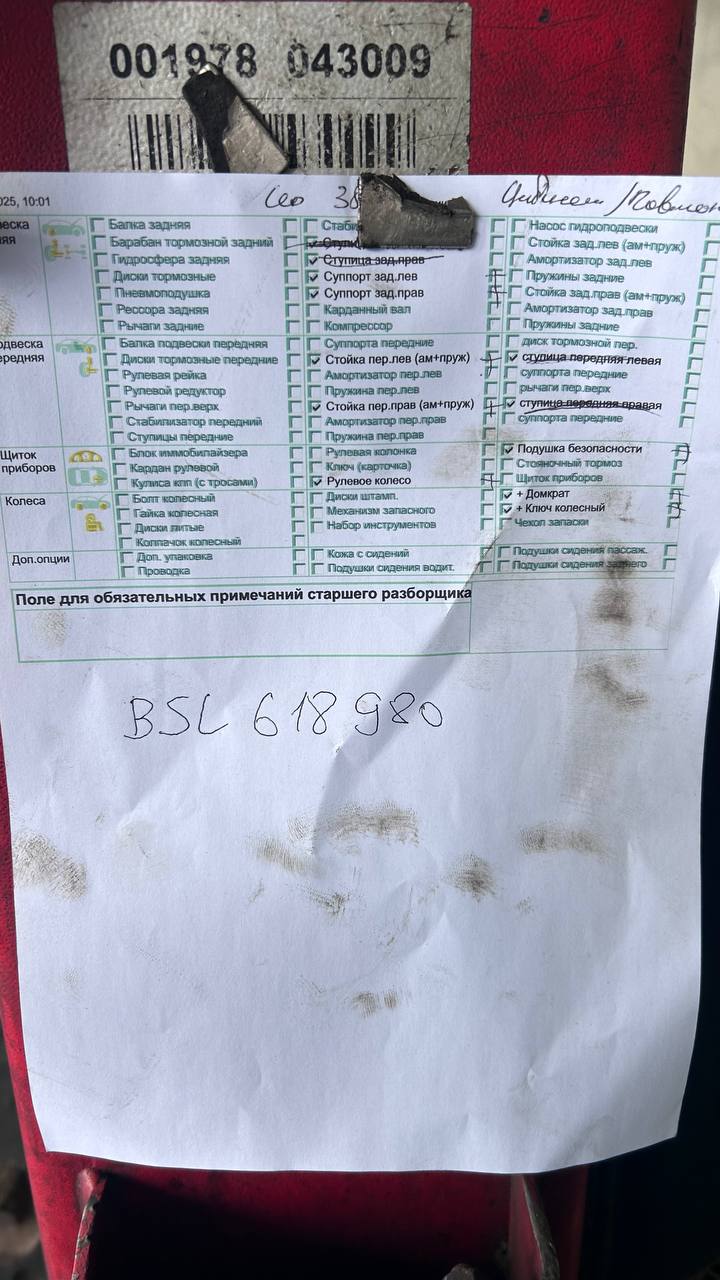 001978 043009
025, 10:01
Балка задняя
Барабан тормозной задний
Гидросфера задняя
Диски тормозные
Пневмоподушка
Рессора задняя
Рычаги задние
Ступица зад.прав
Суппорт зад.лев
Суппорт зад.прав
Карданный вал
Компрессор
Насос гидроподвески
Стойка зад.лев (ам+пруж)
Амортизатор зад.лев
Пружины задние
Стойка зад.прав (ам+пруж)
Амортизатор зад.прав
Пружины задние
одвеска
ередняя
Балка подвески передняя
Диски тормозные передние
Рулевая рейка
Рулевой редуктор
Рычаги пер.верх
Стабилизатор передний
Ступицы передние
Суппорта передние
Стойка пер.лев (ам+пруж)
Амортизатор пер.лев
Пружина пер.лев
Стойка пер.прав (ам+пруж)
Амортизатор пер.прав
Пружина пер.прав
диск тормозной пер.
ступица передняя левая
суппорта передние
рычаги пер.верх
ступица передняя правая
суппорта передние
Щиток
приборов
Блок иммобилайзера
Кардан рулевой
Кулиса кпп (с тросами)
Рулевая колонка
Ключ (карточка)
Рулевое колесо
Подушка безопасности
Стояночный тормоз
Щиток приборов
Колеса
Болт колесный
Гайка колесная
Диски литые
Колпачок колесный
Диски штамп.
Механизм запасного
Набор инструментов
+ Домкрат
+ Ключ колесный
Чехол запаски
Доп.опции
Доп. упаковка
Проводка
Кожа с сидений
Подушки сидения водит.
Подушки сидения пассаж.
Подушки сидения заднего
Поле для обязательных примечаний старшего разборщика
BSL 618 980